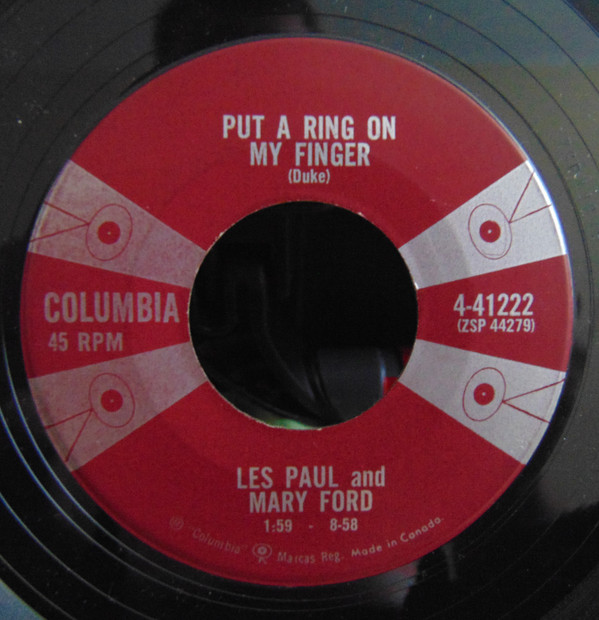 PUT A RING ON
MY FINGER
(Duke)
COLUMBIA
45 RPM
4-41222
(ZSP 44279)
LES PAUL and
MARY FORD
1:59 - 8-58
® "Columbia" Marcas Reg. Made in Canada.